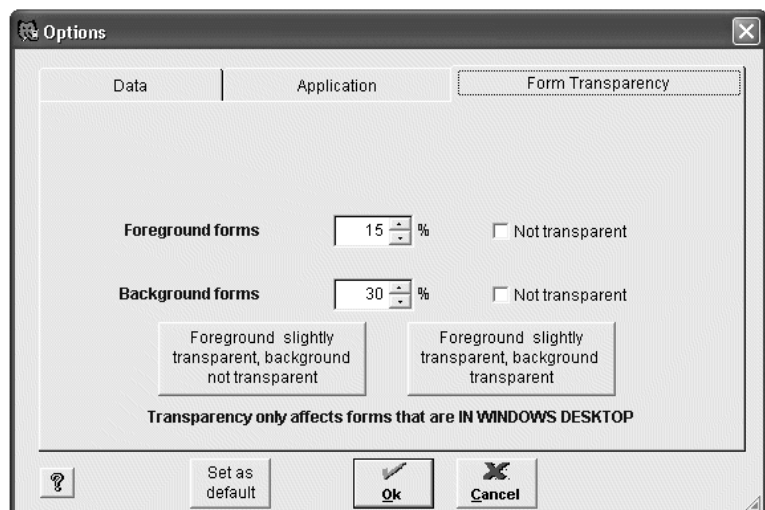 Options
Data
Application
Form Transparency
Foreground forms
15 %
Not transparent
Background forms
30 %
Not transparent
Foreground slightly
transparent, background
not transparent
Foreground slightly
transparent, background
transparent
Transparency only affects forms that are IN WINDOWS DESKTOP
?
Set as
default
Ok
Cancel